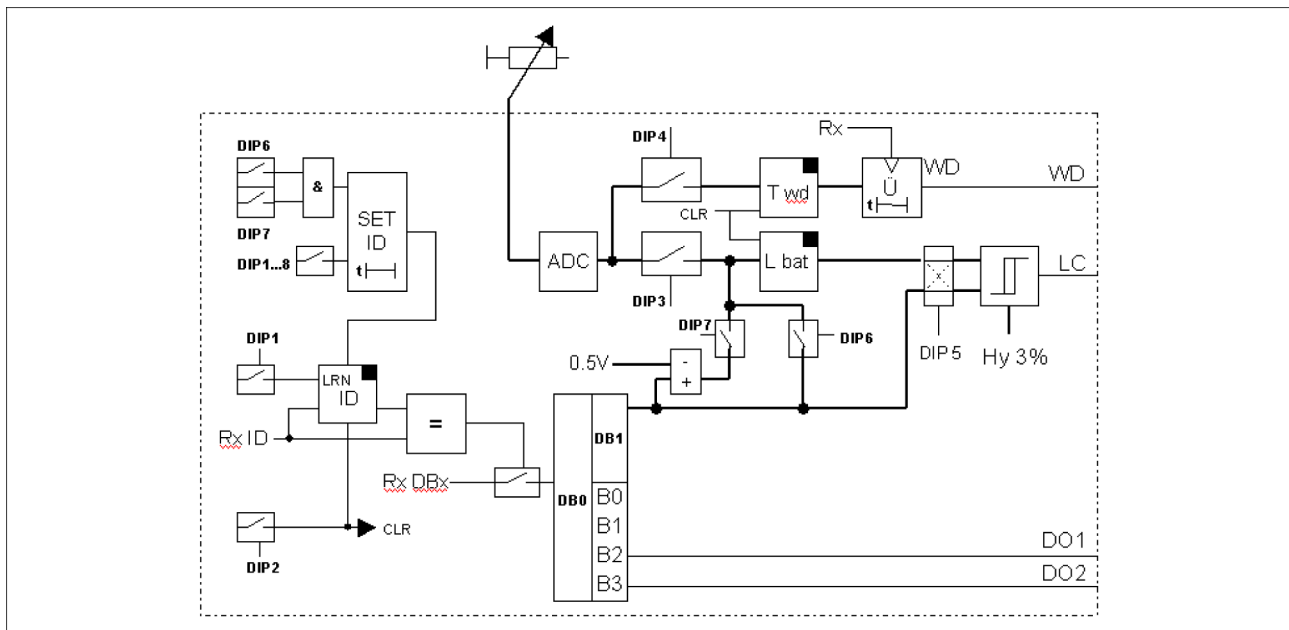 DIP6
&
DIP7
SET
ID
t
DIP1...8
DIP1
LRN
ID
Rx ID
=
Rx DBx
DIP2
CLR
DIP4
CLR
ADC
DIP3
T wd
Rx
Ü
t
WD
WD
L bat
DIP7
DIP6
0.5V
-
+
x
DIP5
Hy 3%
LC
DB0
DB1
B0
B1
B2
B3
DO1
DO2